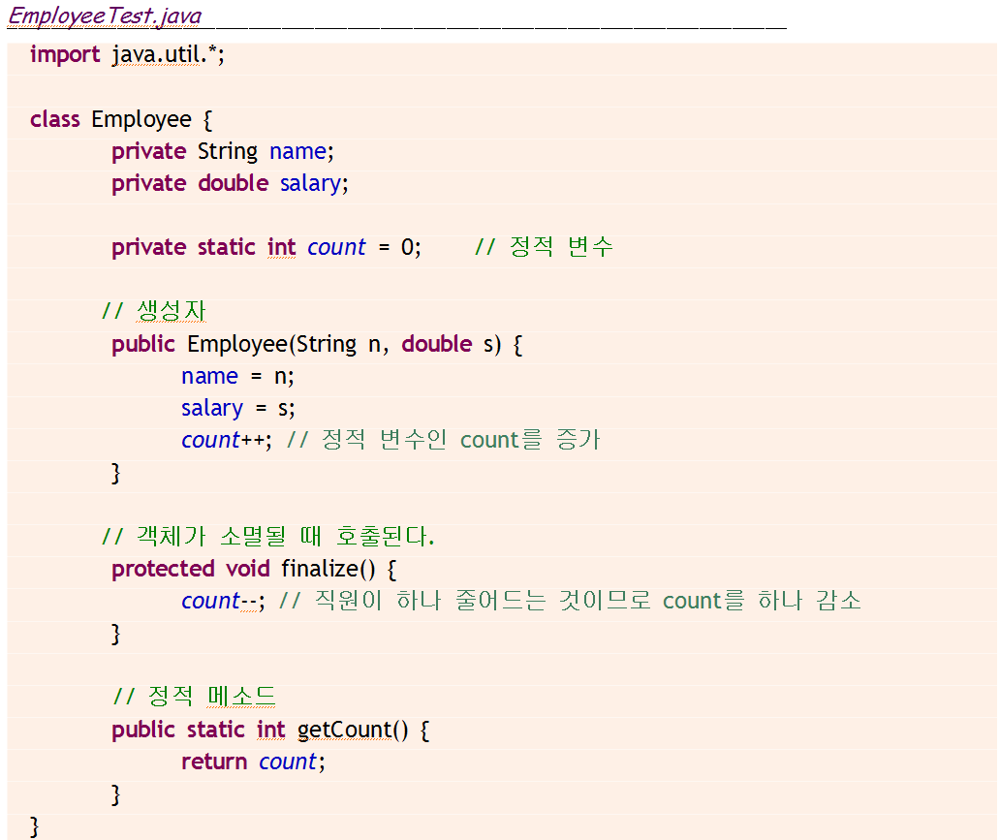 EmployeeTest.java
import java.util.*;
class Employee {
private String name;
private double salary;
private static int count = 0; // 정적 변수
// 생성자
public Employee(String n, double s) {
name = n;
salary = s;
count++; // 정적 변수인 count를 증가
}
// 객체가 소멸될 때 호출된다.
protected void finalize() {
count--; // 직원이 하나 줄어드는 것이므로 count를 하나 감소
}
// 정적 메소드
public static int getCount() {
return count;
}
}